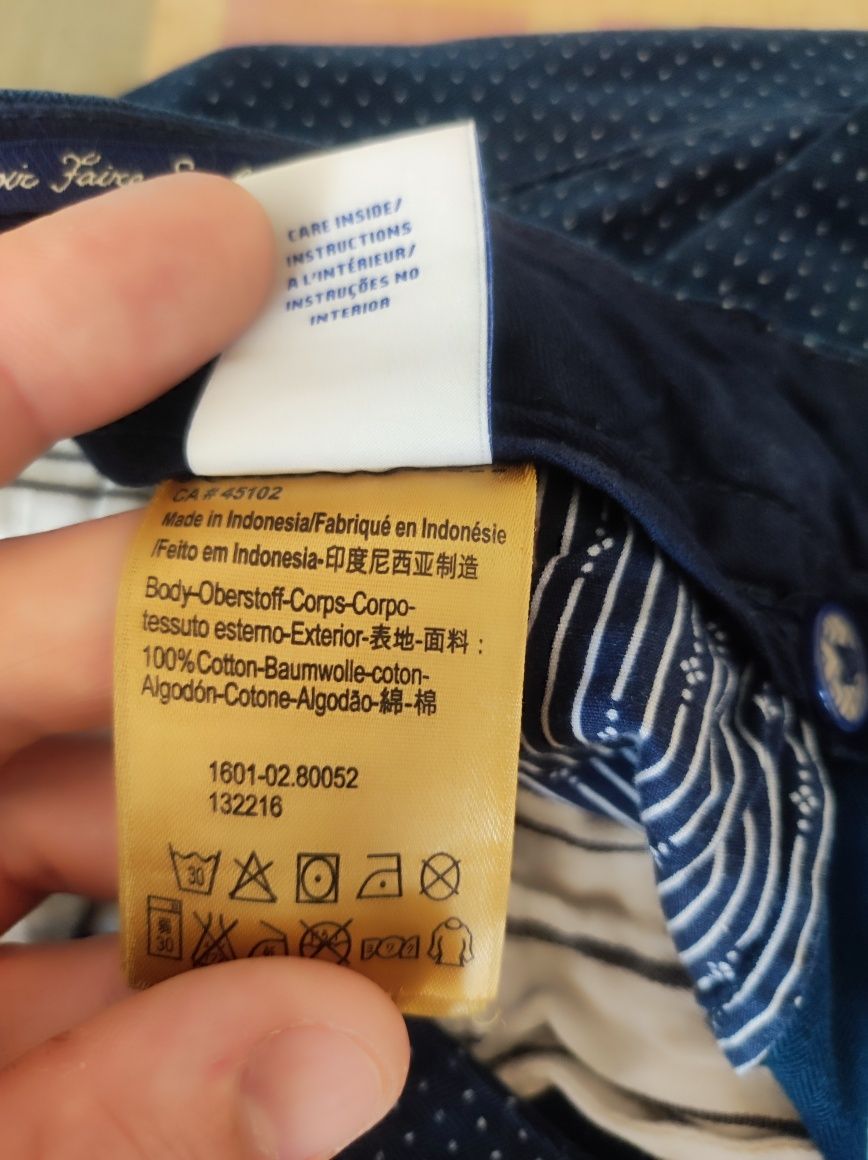 Faire
CARE INSIDE/
INSTRUCTIONS
A L'INTÉRIEUR/
INSTRUÇÕES NO
INTERIOR
CA# 45102
Made in Indonesia/Fabriqué en Indonésie
/Feito em Indonesia-印度尼西亚制造
Body-Oberstoff-Corps-Corpo-
tessuto esterno-Exterior-表地-面料：
100%Cotton-Baumwolle-coton-
Algodón-Cotone-Algodão-綿-棉
1601-02.80052
132216
30
30